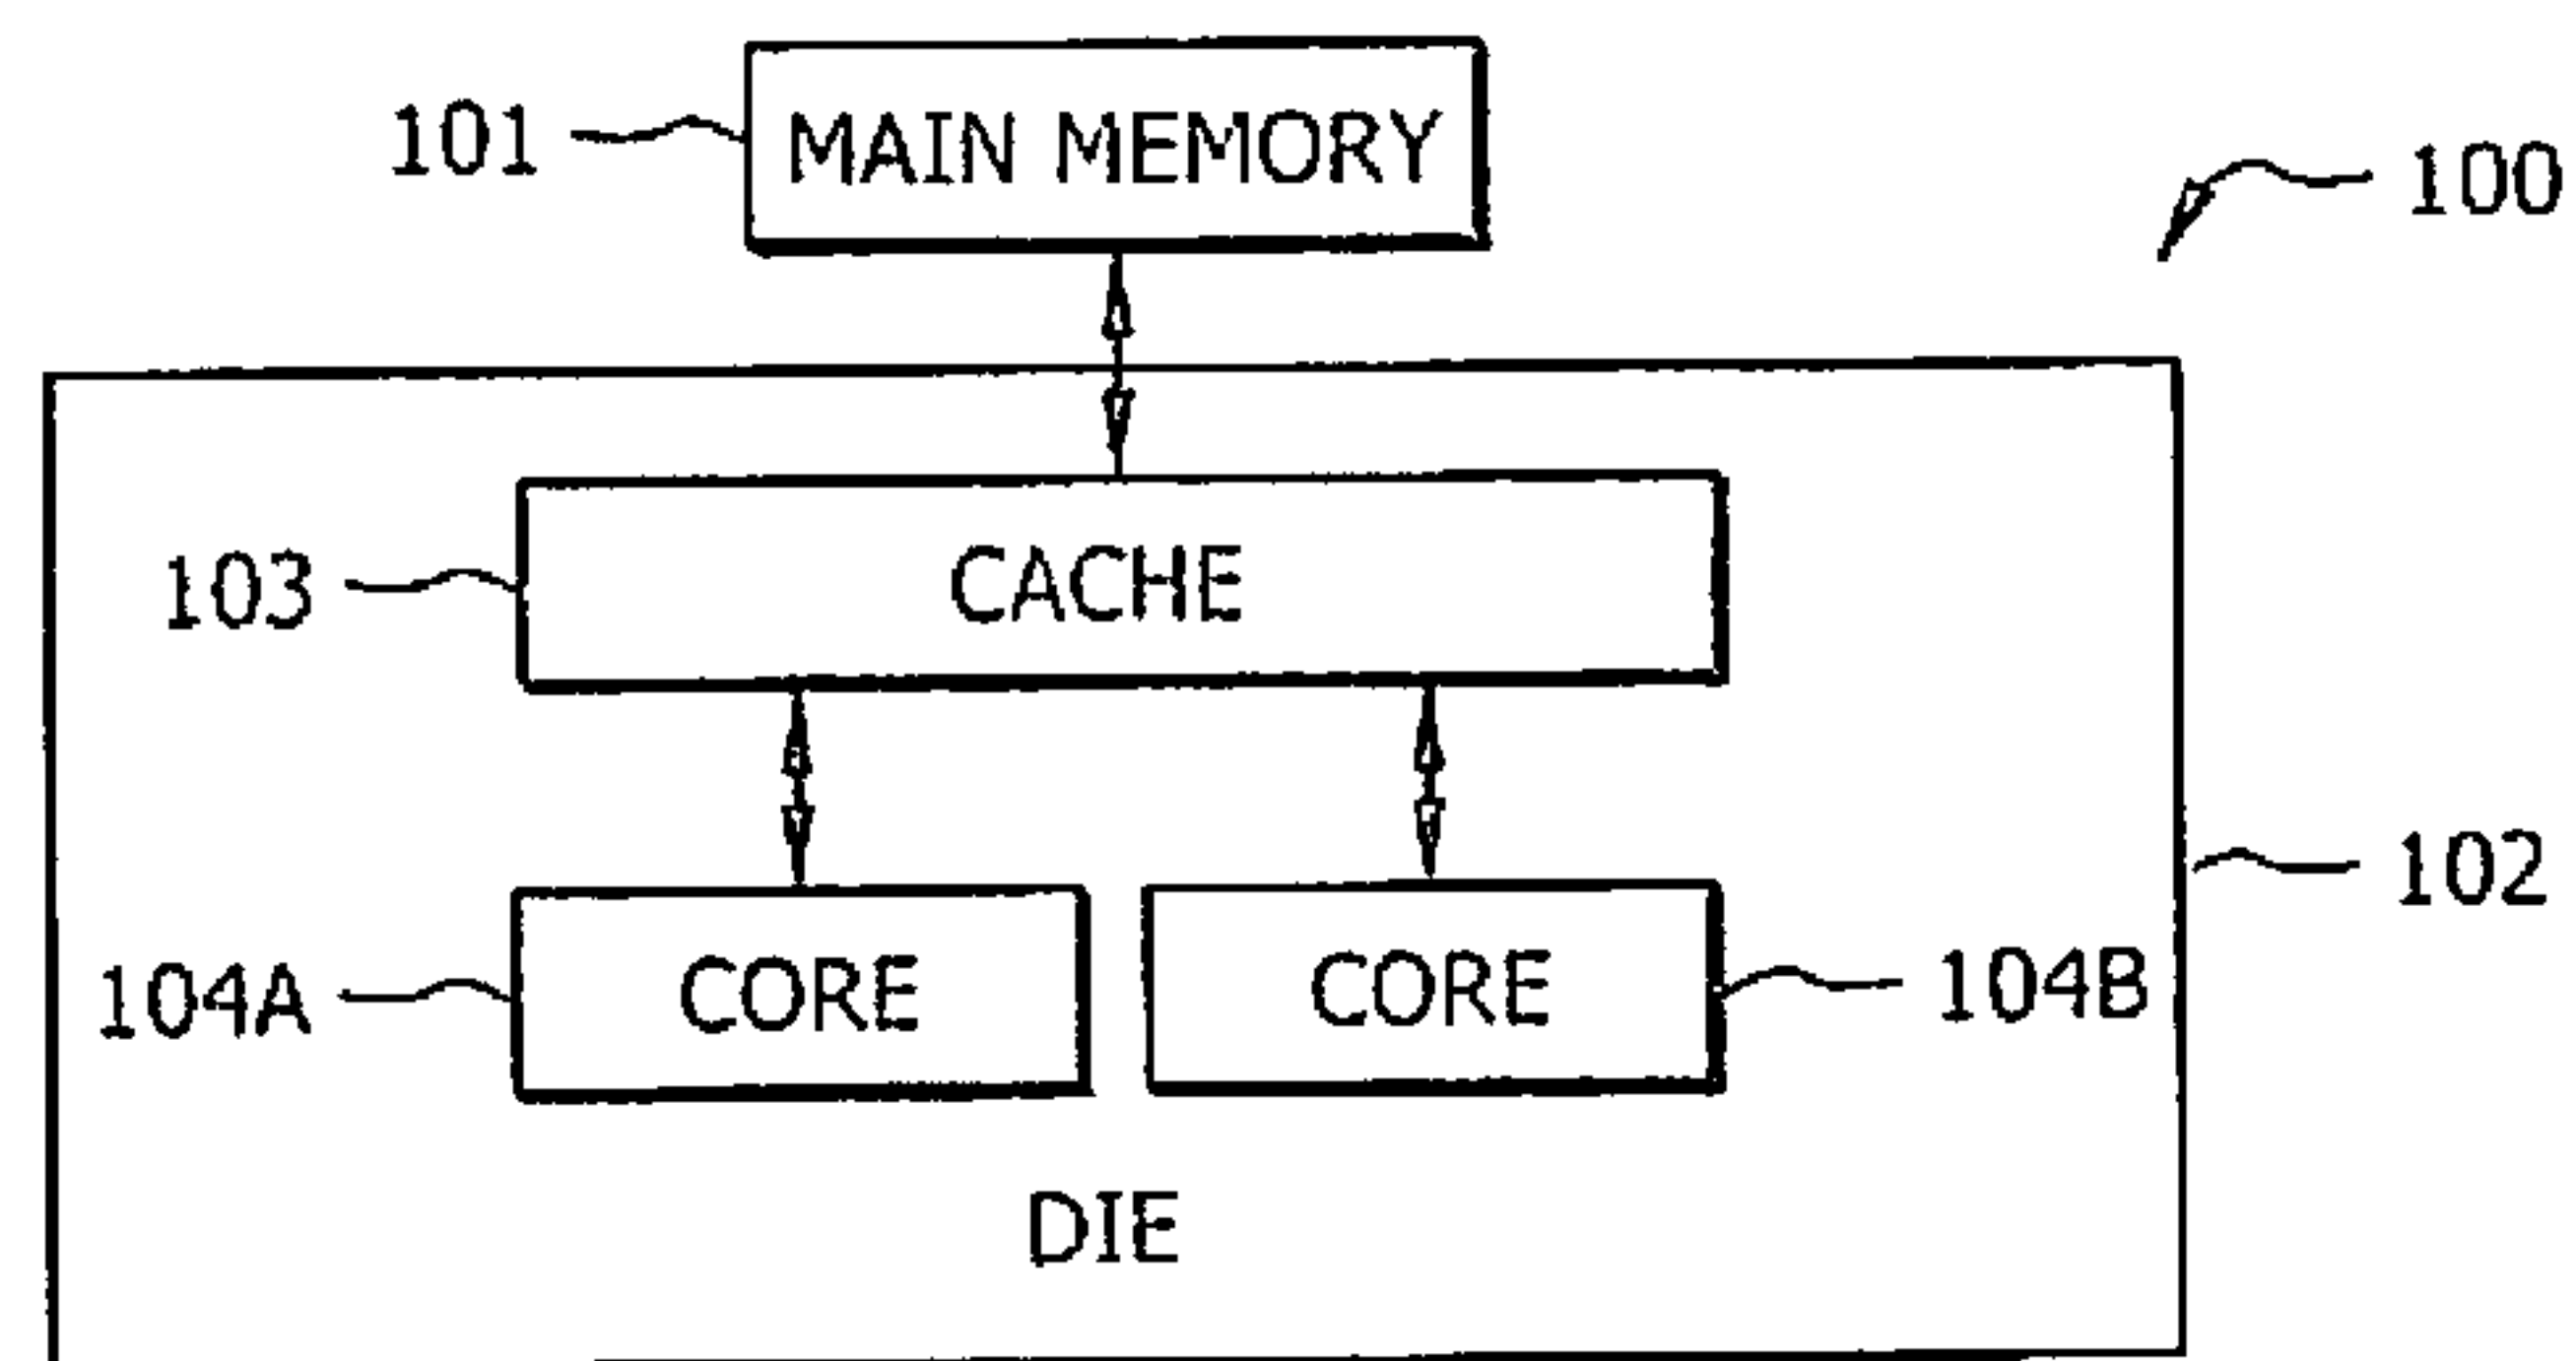 101 MAIN MEMORY
100
103 CACHE
102
104A CORE CORE 104B
DIE